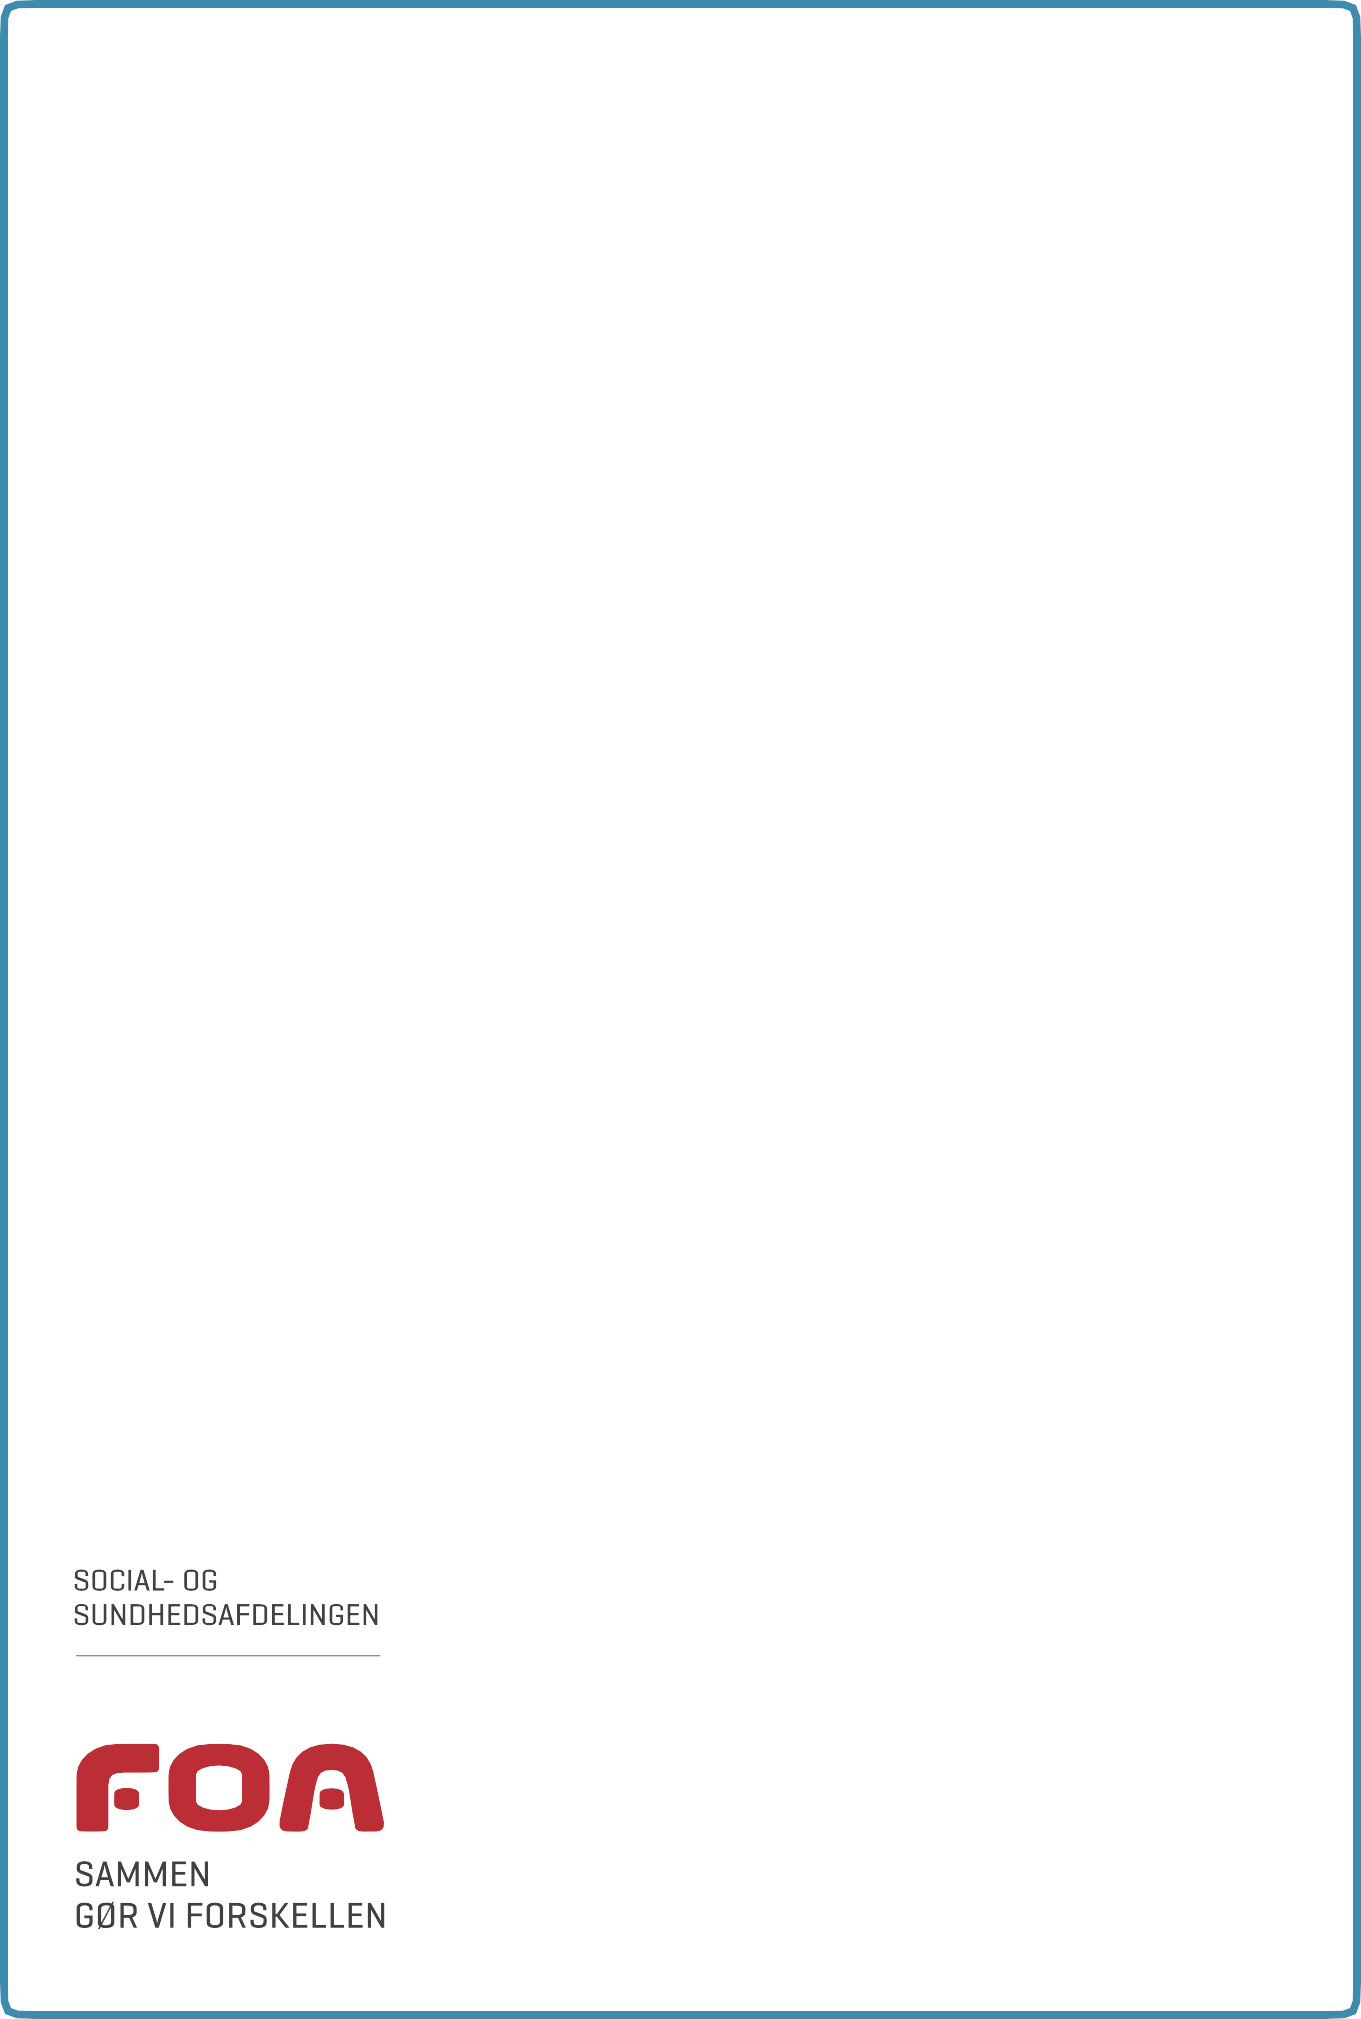 SOCIAL- OG
SUNDHEDSAFDELINGEN
FOA
SAMMEN
GØR VI FORSKELLEN